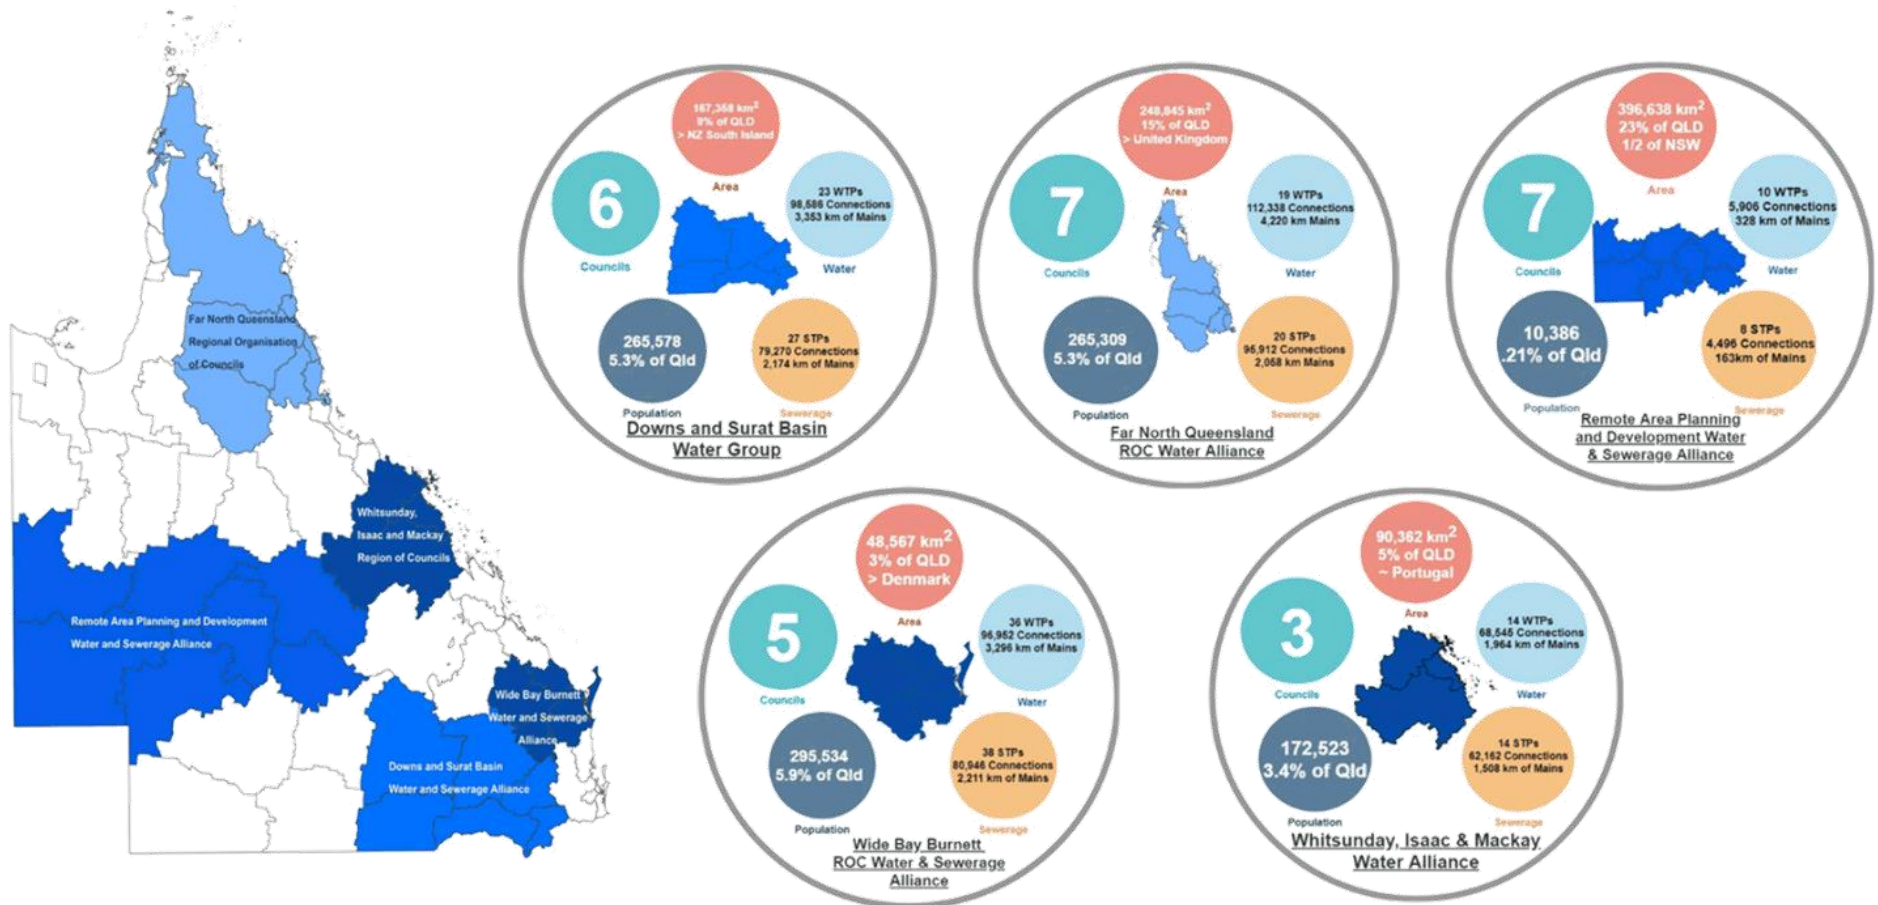 Far North Queensland
Regional Organisation
of Councils
Whitsunday,
Isaac and Mackay
Region of Councils
Remote Area Planning and Development
Water and Sewerage Alliance
Wide Bay Burnett
Water and Sewerage
Alliance
Downs and Surat Basin
Water and Sewerage Alliance
167,358 km²
9% of QLD
> NZ South Island
Area
6
Councils
23 WTPs
98,586 Connections
3,353 km of Mains
Water
265,578
5.3% of Qld
Population
27 STPs
79,270 Connections
2,174 km of Mains
Sewerage
Downs and Surat Basin
Water Group
248,845 km²
15% of QLD
> United Kingdom
Area
7
Councils
19 WTPs
112,338 Connections
4,220 km Mains
Water
265,309
5.3% of Qld
Population
20 STPs
95,912 Connections
2,068 km Mains
Sewerage
Far North Queensland
ROC Water Alliance
396,638 km²
23% of QLD
1/2 of NSW
Area
7
Councils
10 WTPs
5,906 Connections
328 km of Mains
Water
10,386
.21% of Qld
Population
8 STPs
4,496 Connections
163km of Mains
Sewerage
Remote Area Planning
and Development Water
& Sewerage Alliance
48,567 km²
3% of QLD
> Denmark
Area
5
Councils
36 WTPs
96,952 Connections
3,296 km of Mains
Water
295,534
5.9% of Qld
Population
38 STPs
80,946 Connections
2,211 km of Mains
Sewerage
Wide Bay Burnett
ROC Water & Sewerage
Alliance
90,362 km²
5% of QLD
~ Portugal
Area
3
Councils
14 WTPs
68,545 Connections
1,964 km of Mains
Water
172,523
3.4% of Qld
Population
14 STPs
62,162 Connections
1,508 km of Mains
Sewerage
Whitsunday, Isaac & Mackay
Water Alliance